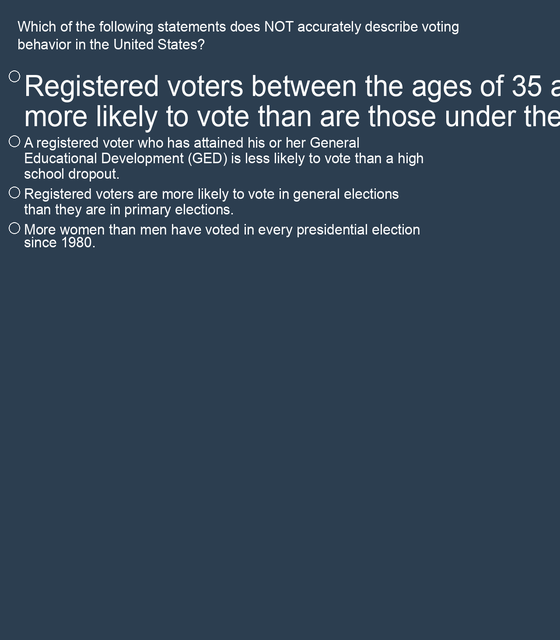 Which of the following statements does NOT accurately describe voting
behavior in the United States?
Registered voters between the ages of 35 a
more likely to vote than are those under the
A registered voter who has attained his or her General
Educational Development (GED) is less likely to vote than a high
school dropout.
Registered voters are more likely to vote in general elections
than they are in primary elections.
More women than men have voted in every presidential election
since 1980.